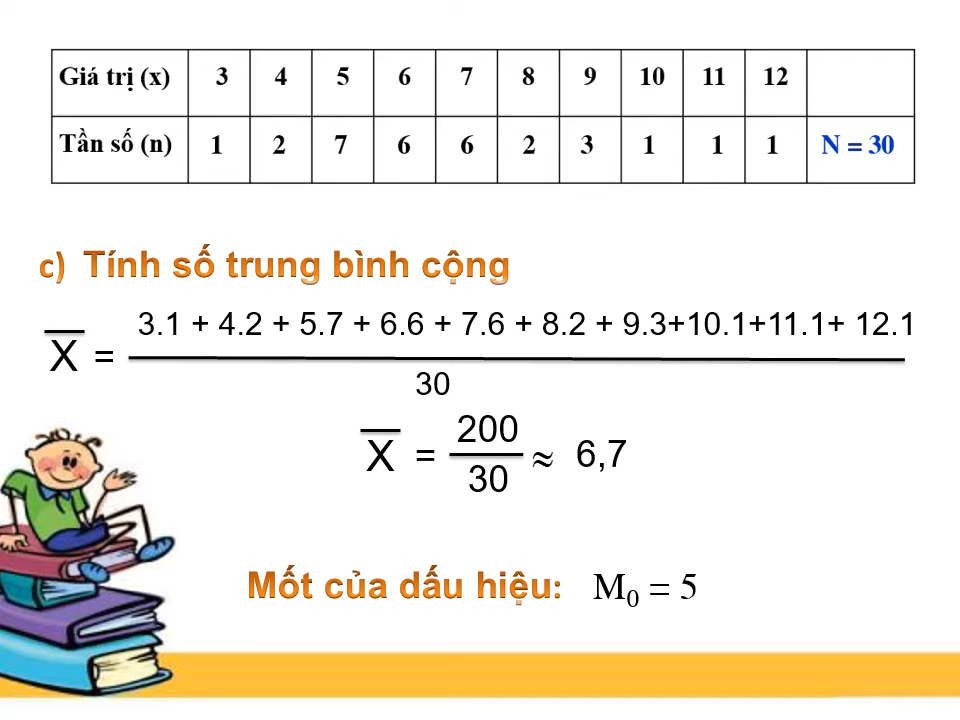 Giá trị (x) 3 4 5 6 7 8 9 10 11 12
Tần số (n) 1 2 7 6 6 2 3 1 1 1 N = 30
c) Tính số trung bình cộng
3.1 + 4.2 + 5.7 + 6.6 + 7.6 + 8.2 + 9.3+10.1+11.1+ 12.1
X =
30
200
X = ≈ 6,7
30
Mốt của dấu hiệu: M₀ = 5